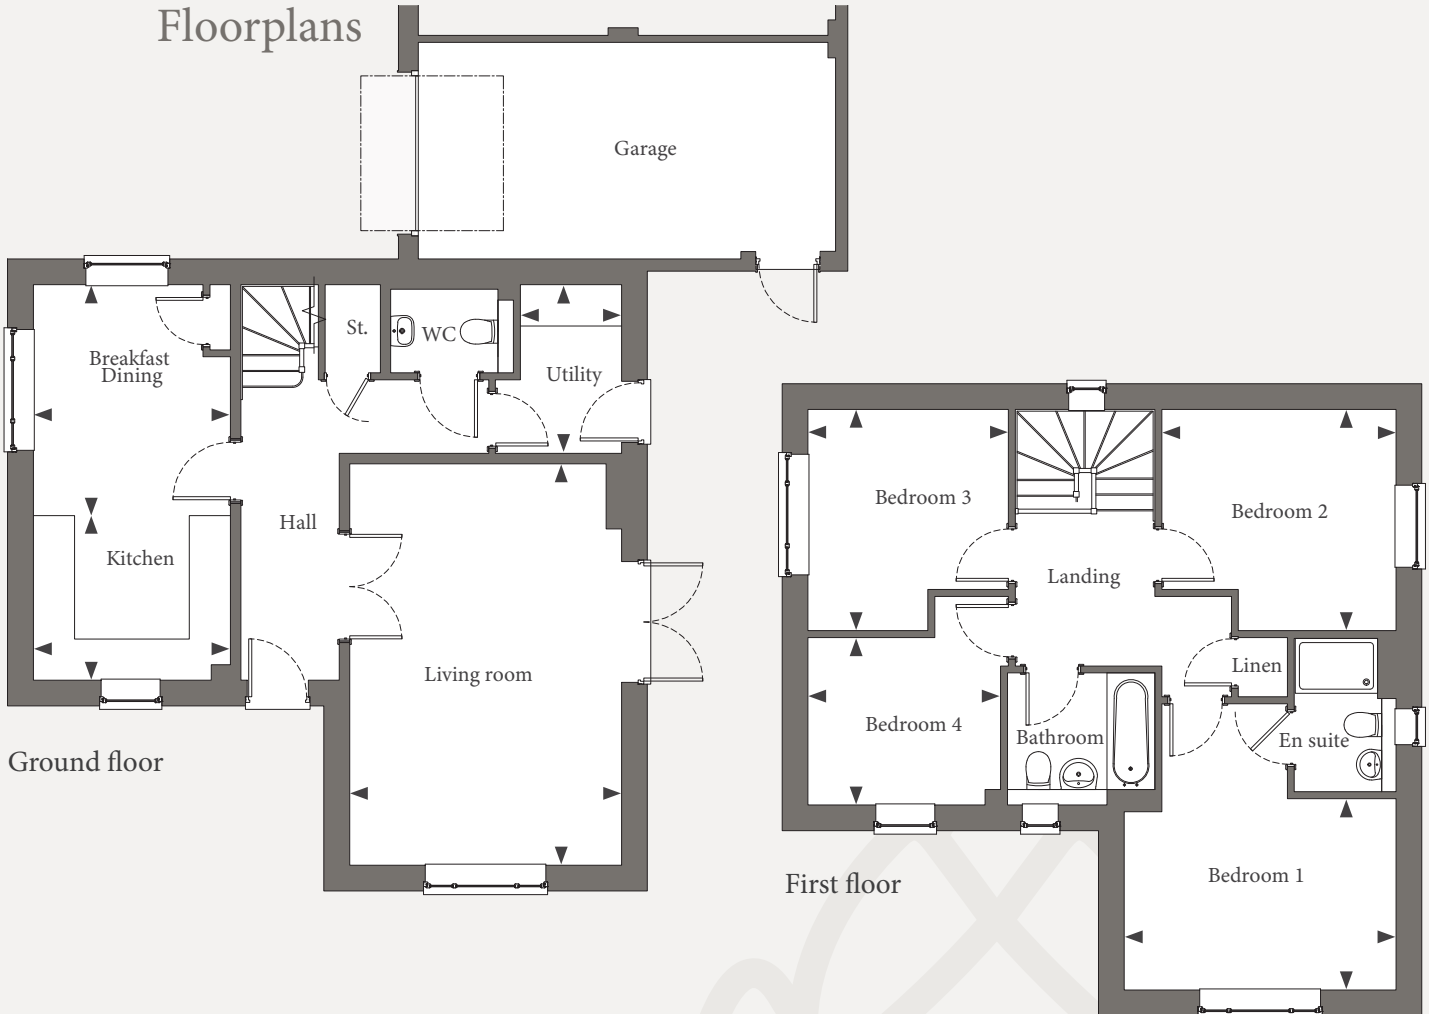 Floorplans
Garage
Breakfast
Dining
St.
WC
Utility
Hall
Kitchen
Living room
Ground floor
Bedroom 3
Bedroom 2
Landing
Linen
Bedroom 4
Bathroom
En suite
Bedroom 1
First floor